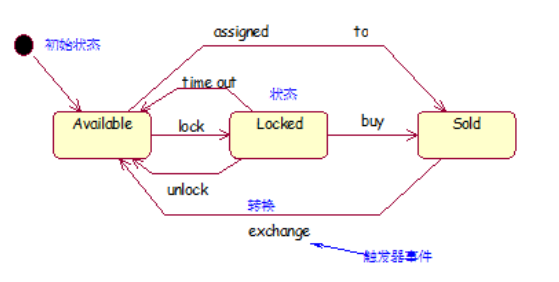 assigned to
初始状态
time out
状态
Available
lock
Locked
buy
Sold
unlock
转换
exchange
触发器事件